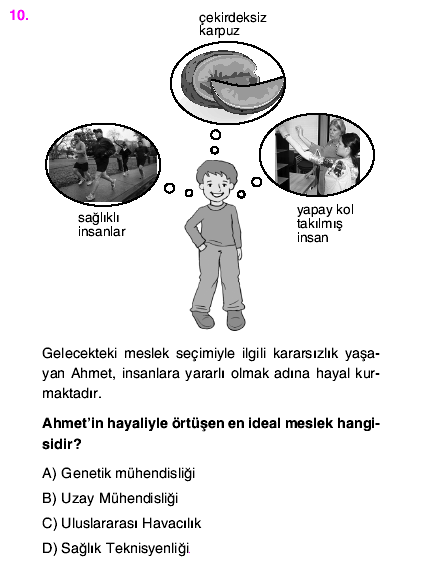 10.
çekirdeksiz
karpuz
sağlıklı
insanlar
yapay kol
takılmış
insan
Gelecekteki meslek seçimiyle ilgili kararsızlık yaşa-
yan Ahmet, insanlara yararlı olmak adına hayal kur-
maktadır.
Ahmet'in hayaliyle örtüşen en ideal meslek hangi-
sidir?
A) Genetik mühendisliği
B) Uzay Mühendisliği
C) Uluslararası Havacılık
D) Sağlık Teknisyenliği